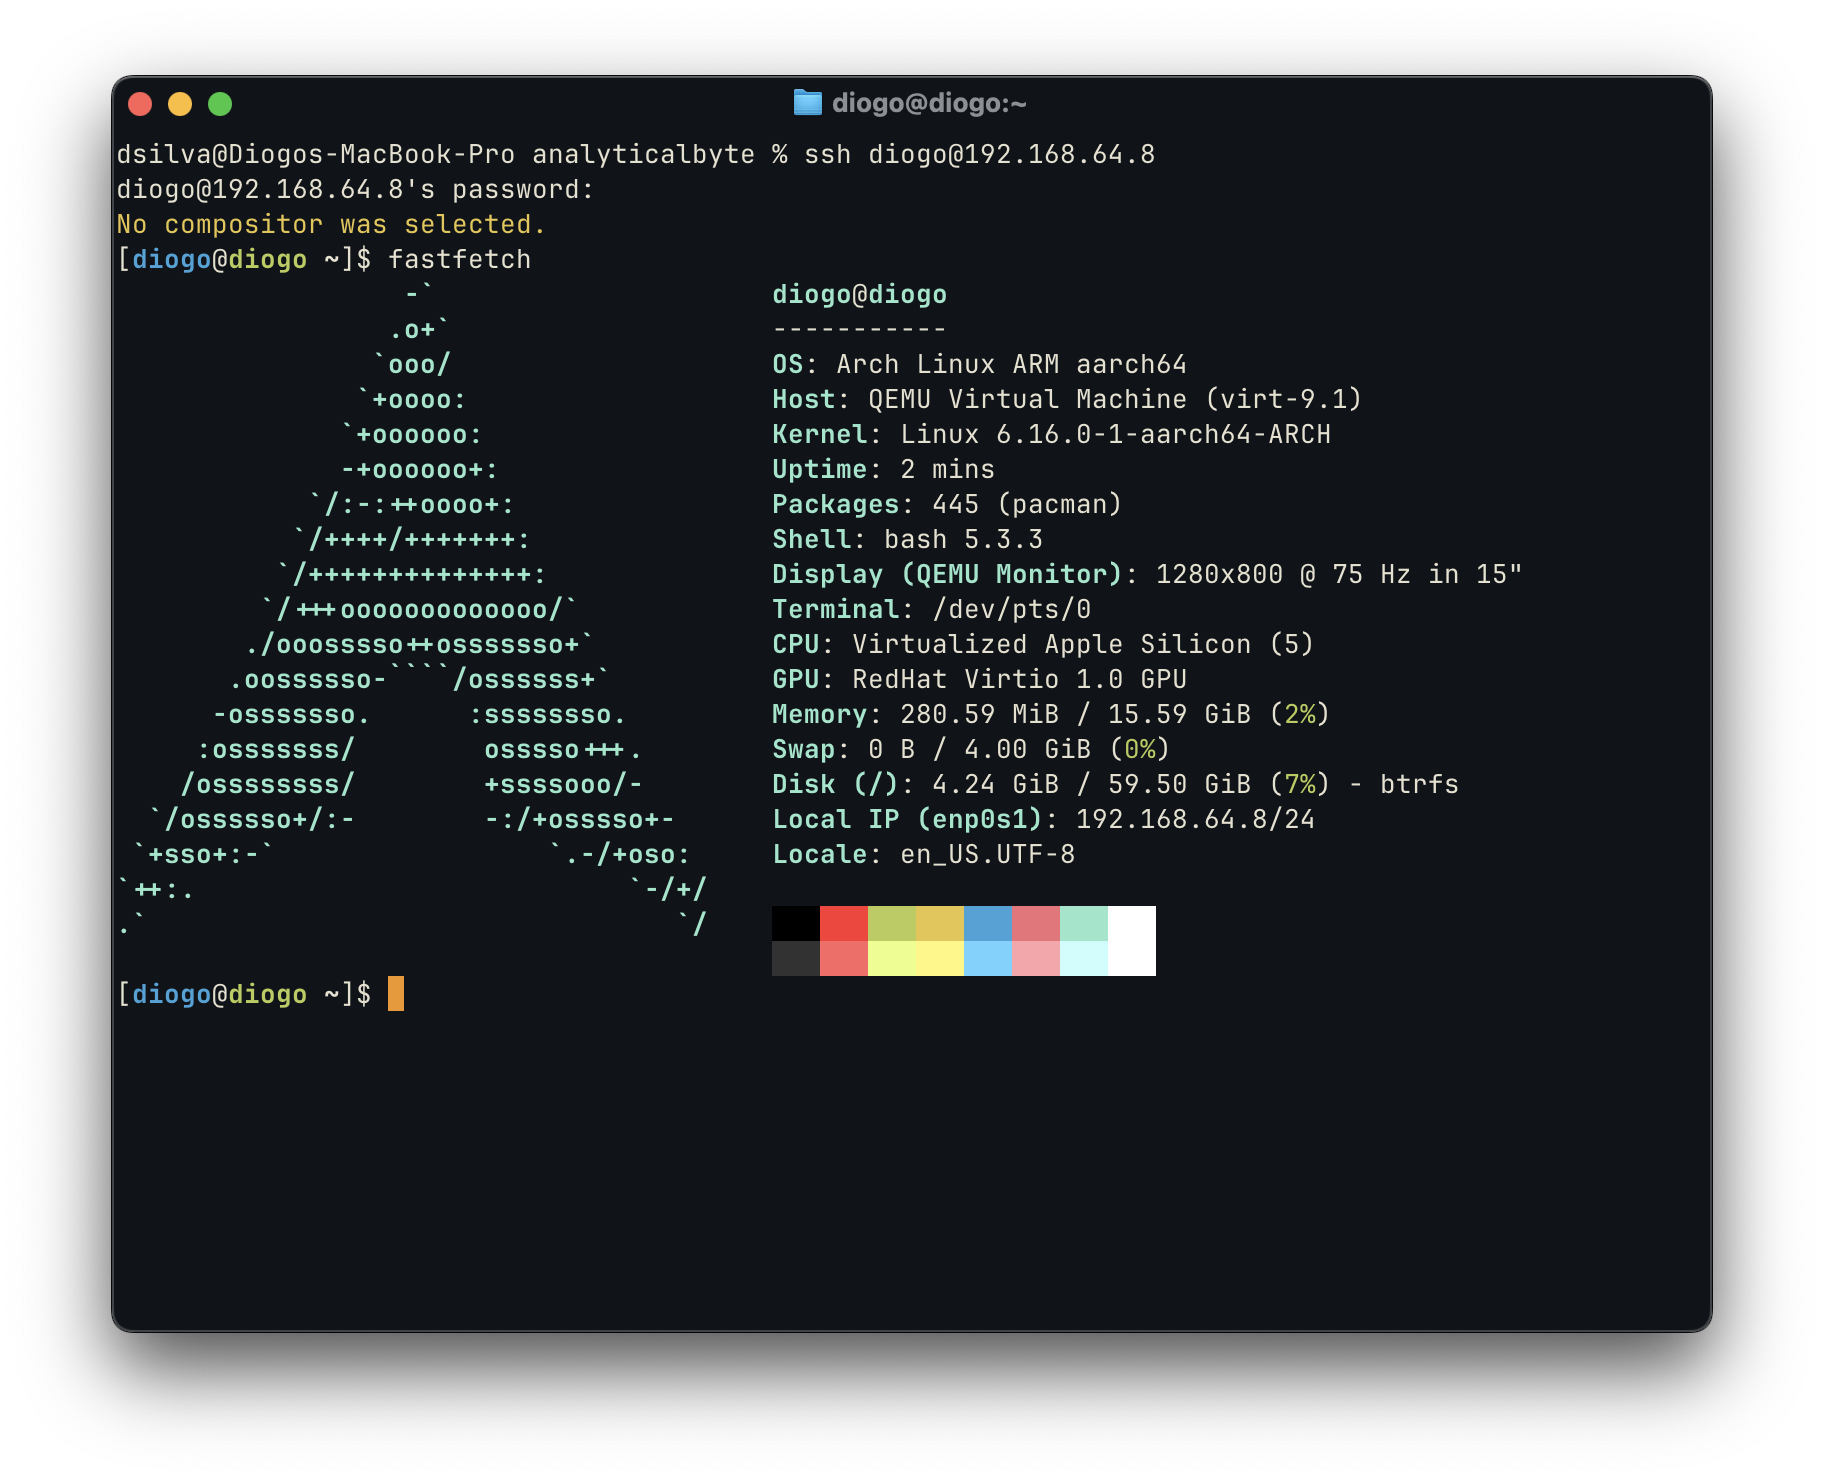 diogo@diogo:~
dsilva@Diogos-MacBook-Pro analyticalbyte % ssh diogo@192.168.64.8
diogo@192.168.64.8's password:
No compositor was selected.
[diogo@diogo ~]$ fastfetch
                  -`                     diogo@diogo
                 .o+`                    -----------
                `ooo/                    OS: Arch Linux ARM aarch64
               `+oooo:                   Host: QEMU Virtual Machine (virt-9.1)
              `+oooooo:                  Kernel: Linux 6.16.0-1-aarch64-ARCH
              -+oooooo+:                 Uptime: 2 mins
            `/:-:++oooo+:                Packages: 445 (pacman)
           `/++++/+++++++:               Shell: bash 5.3.3
          `/++++++++++++++:              Display (QEMU Monitor): 1280x800 @ 75 Hz in 15"
         `/+++ooooooooooooo/`            Terminal: /dev/pts/0
        ./ooosssso++osssssso+`           CPU: Virtualized Apple Silicon (5)
       .oossssso-````/ossssss+`          GPU: RedHat Virtio 1.0 GPU
      -osssssso.      :ssssssso.         Memory: 280.59 MiB / 15.59 GiB (2%)
     :osssssss/        osssso+++.        Swap: 0 B / 4.00 GiB (0%)
    /ossssssss/        +ssssooo/-        Disk (/): 4.24 GiB / 59.50 GiB (7%) - btrfs
  `/ossssso+/:-        -:/+osssso+-      Local IP (enp0s1): 192.168.64.8/24
 `+sso+:-`                 `.-/+oso:     Locale: en_US.UTF-8
`++:.                           `-/+/
.`                                 `/
[diogo@diogo ~]$